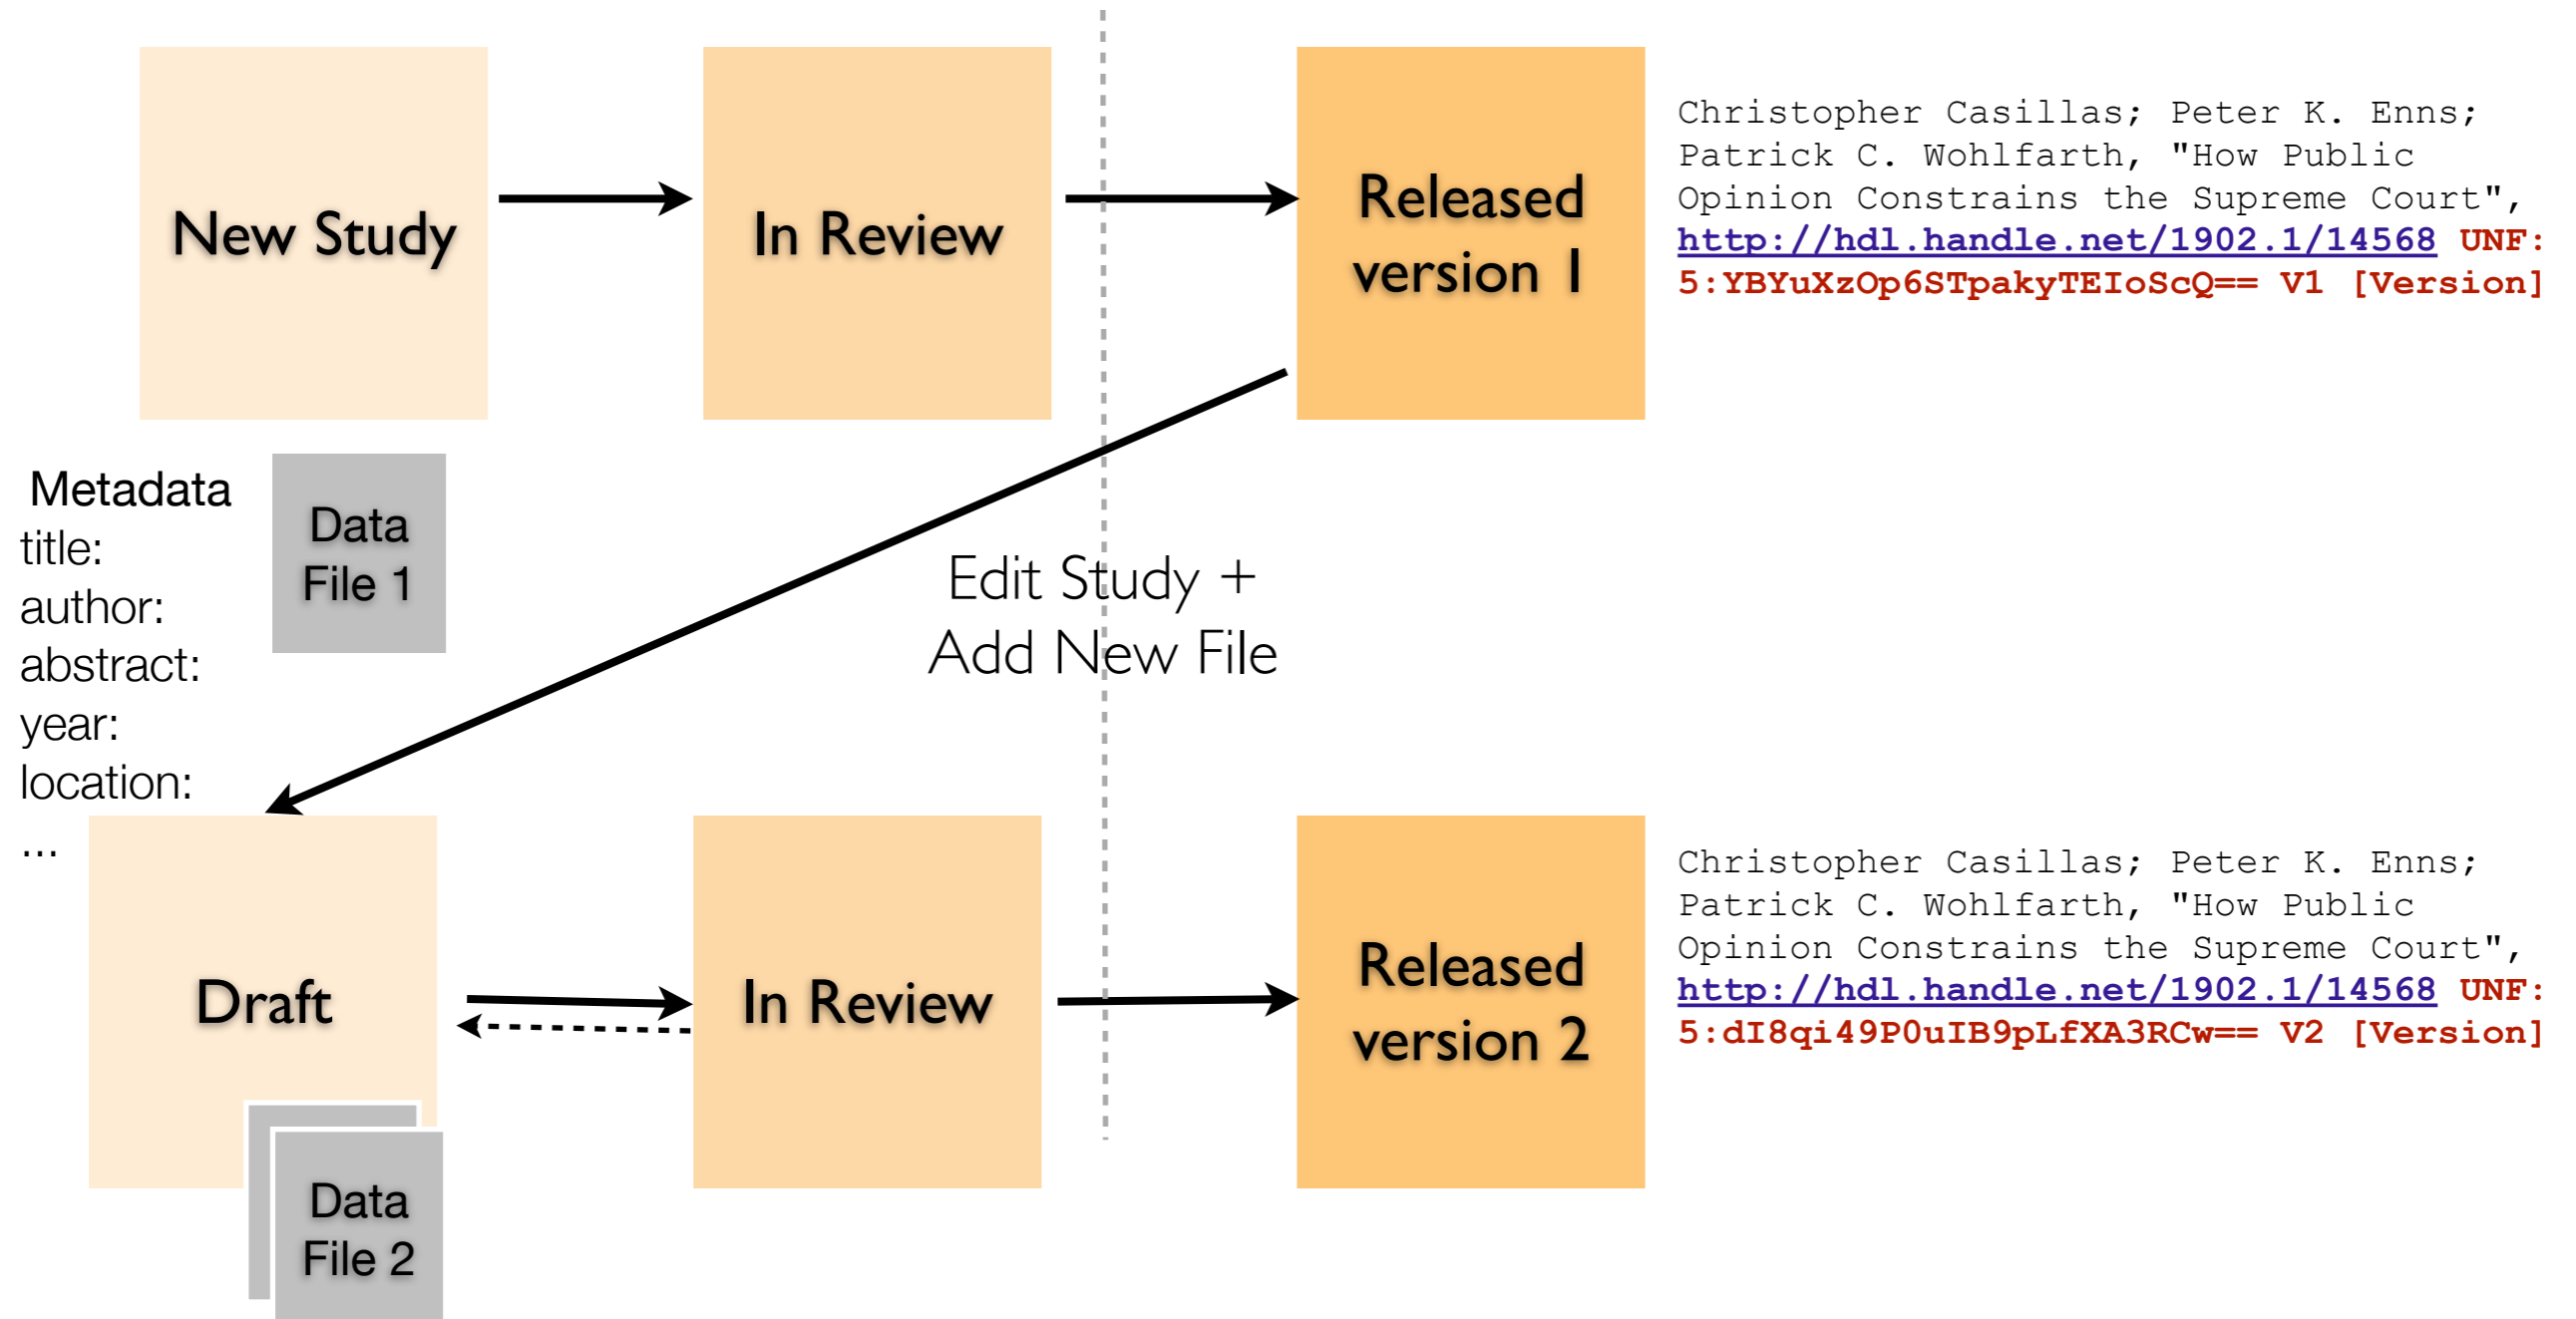 New Study
In Review
Released
version 1
Christopher Casillas; Peter K. Enns;
Patrick C. Wohlfarth, "How Public
Opinion Constrains the Supreme Court",
http://hdl.handle.net/1902.1/14568 UNF:
5:YBYuXzOp6STpakyTEIoScQ== V1 [Version]
Metadata
title:
author:
abstract:
year:
location:
...
Data
File 1
Edit Study +
Add New File
Draft
Data
File 2
In Review
Released
version 2
Christopher Casillas; Peter K. Enns;
Patrick C. Wohlfarth, "How Public
Opinion Constrains the Supreme Court",
http://hdl.handle.net/1902.1/14568 UNF:
5:dI8qi49P0uIB9pLfXA3RCw== V2 [Version]